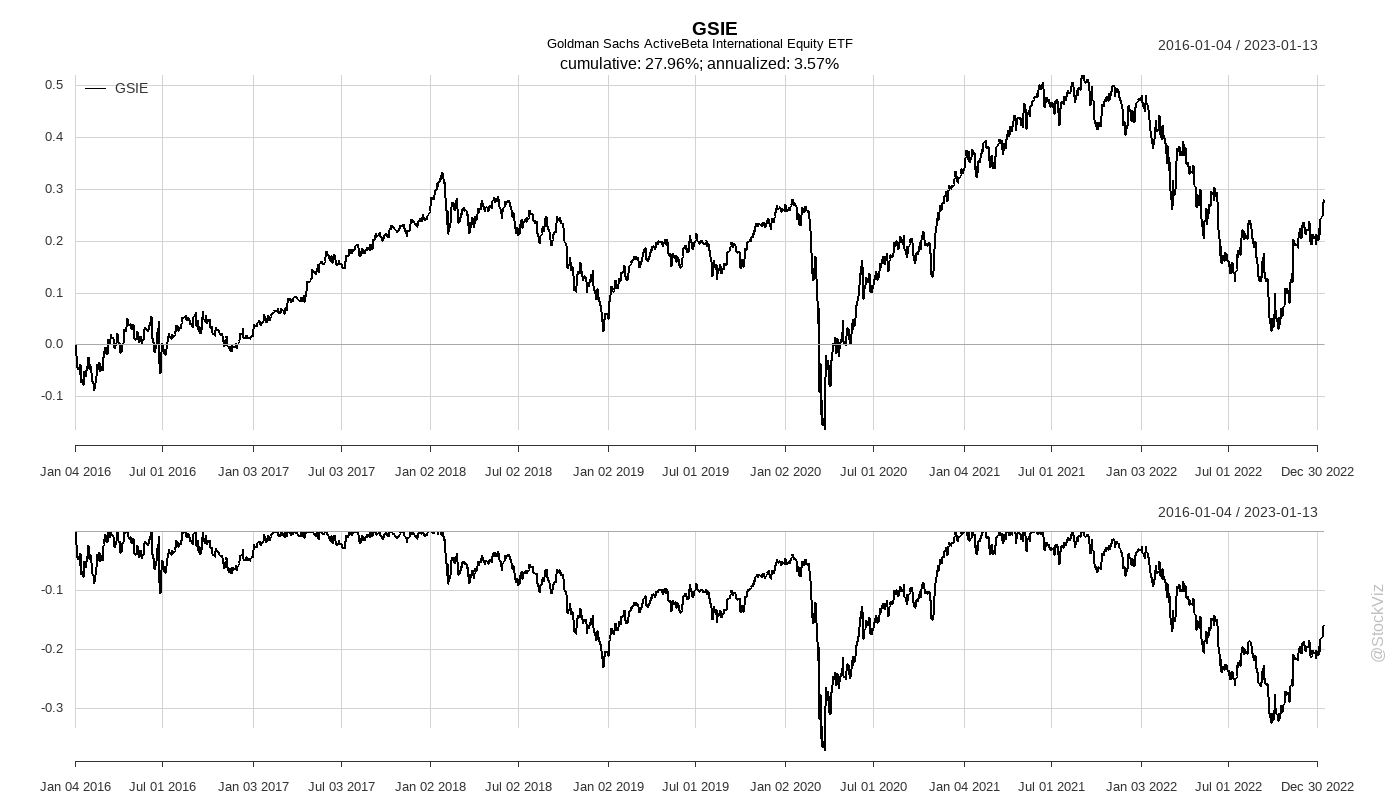 GSIE
Goldman Sachs ActiveBeta International Equity ETF
2016-01-04 / 2023-01-13
cumulative: 27.96%; annualized: 3.57%
GSIE
0.5
0.4
0.3
0.2
0.1
0.0
-0.1
Jan 04 2016 Jul 01 2016 Jan 03 2017 Jul 03 2017 Jan 02 2018 Jul 02 2018 Jan 02 2019 Jul 01 2019 Jan 02 2020 Jul 01 2020 Jan 04 2021 Jul 01 2021 Jan 03 2022 Jul 01 2022 Dec 30 2022
2016-01-04 / 2023-01-13
-0.1
-0.2
-0.3
Jan 04 2016 Jul 01 2016 Jan 03 2017 Jul 03 2017 Jan 02 2018 Jul 02 2018 Jan 02 2019 Jul 01 2019 Jan 02 2020 Jul 01 2020 Jan 04 2021 Jul 01 2021 Jan 03 2022 Jul 01 2022 Dec 30 2022
@StockViz